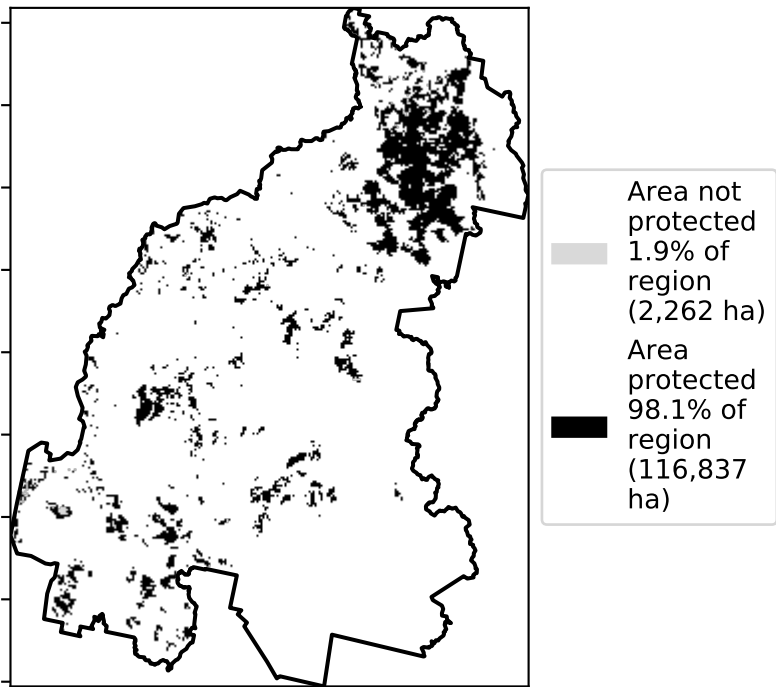 Area not
protected
1.9% of
region
(2,262 ha)
Area
protected
98.1% of
region
(116,837
ha)